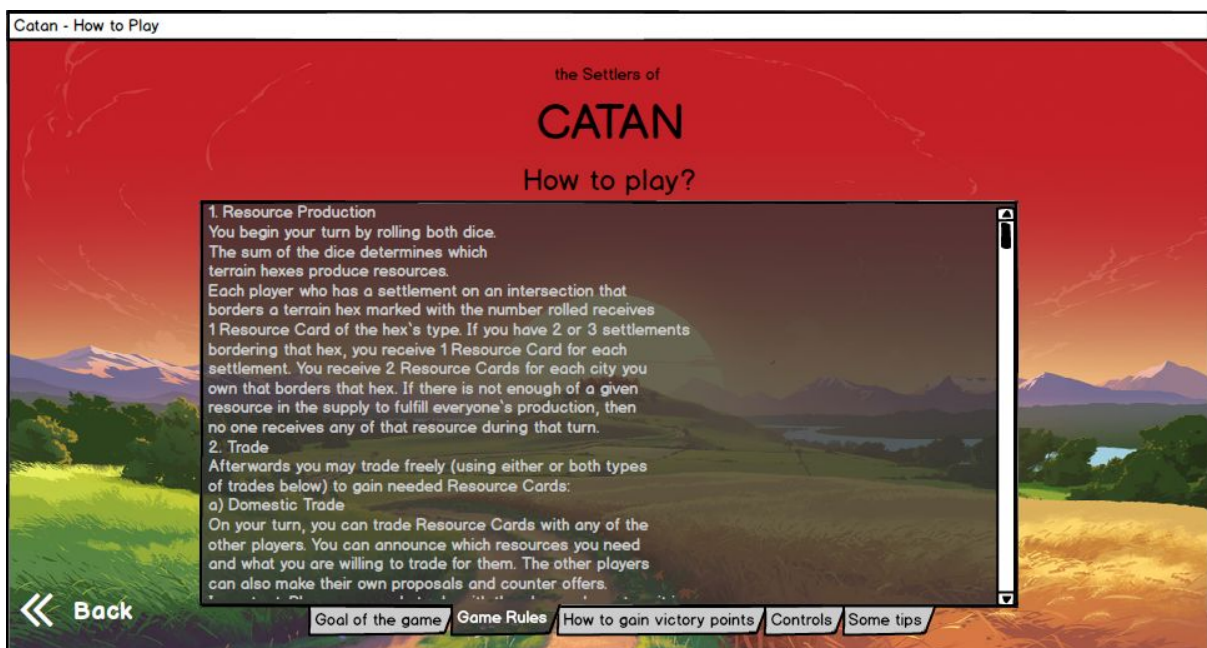 Catan - How to Play
the Settlers of
CATAN
How to play?
1. Resource Production
You begin your turn by rolling both dice.
The sum of the dice determines which
terrain hexes produce resources.
Each player who has a settlement on an intersection that
borders a terrain hex marked with the number rolled receives
1 Resource Card of the hex's type. If you have 2 or 3 settlements
bordering that hex, you receive 1 Resource Card for each
settlement. You receive 2 Resource Cards for each city you
own that borders that hex. If there is not enough of a given
resource in the supply to fulfill everyone's production, then
no one receives any of that resource during that turn.
2. Trade
Afterwards you may trade freely (using either or both types
of trades below) to gain needed Resource Cards:
a) Domestic Trade
On your turn, you can trade Resource Cards with any of the
other players. You can announce which resources you need
and what you are willing to trade for them. The other players
can also make their own proposals and counter offers.
Back
Goal of the game
Game Rules
How to gain victory points
Controls
Some tips